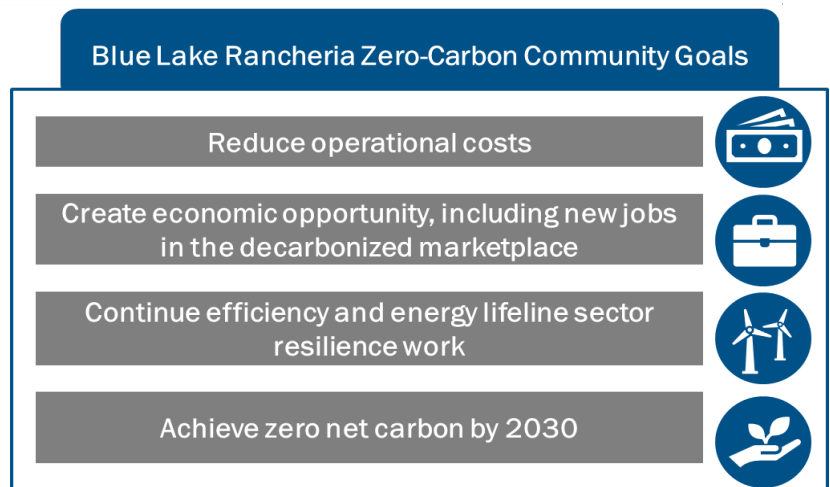 Blue Lake Rancheria Zero-Carbon Community Goals
Reduce operational costs
Create economic opportunity, including new jobs
in the decarbonized marketplace
Continue efficiency and energy lifeline sector
resilience work
Achieve zero net carbon by 2030